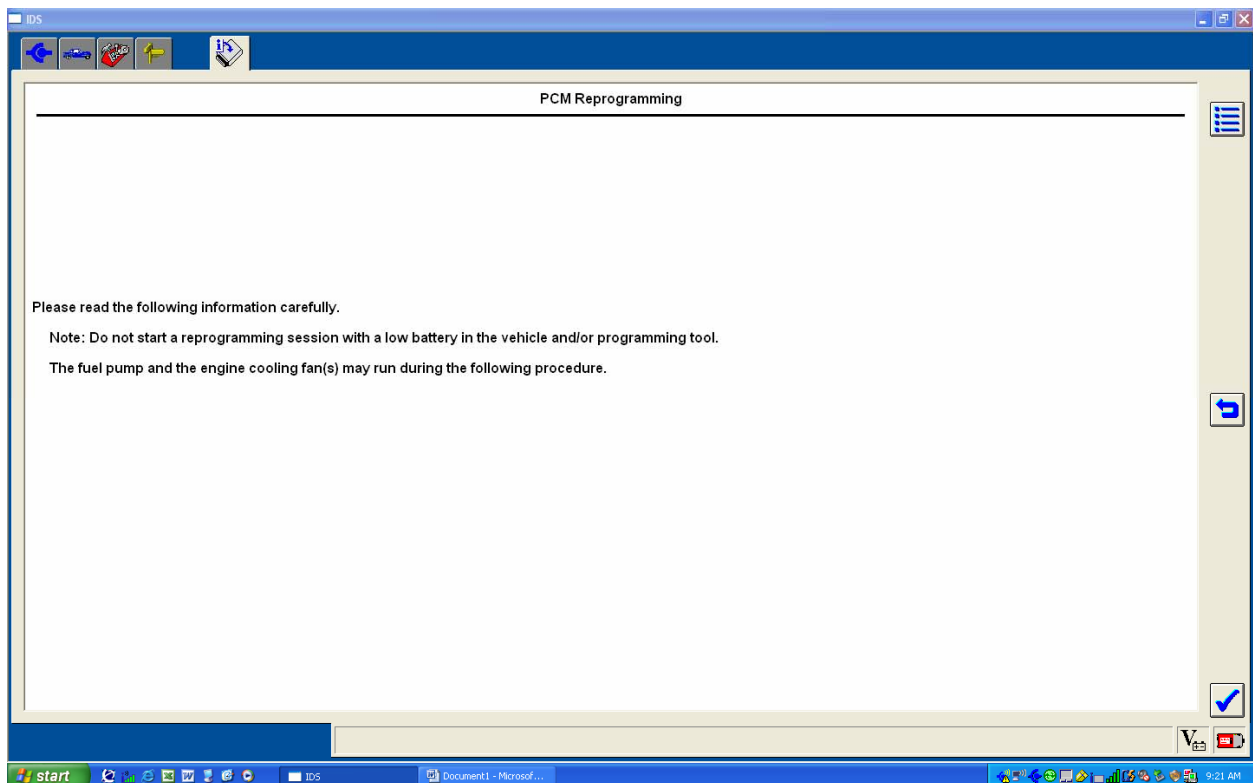 IDS
PCM Reprogramming
Please read the following information carefully.
Note: Do not start a reprogramming session with a low battery in the vehicle and/or programming tool.
The fuel pump and the engine cooling fan(s) may run during the following procedure.
V
start
IDS
Document1 - Microsof...
9:21 AM